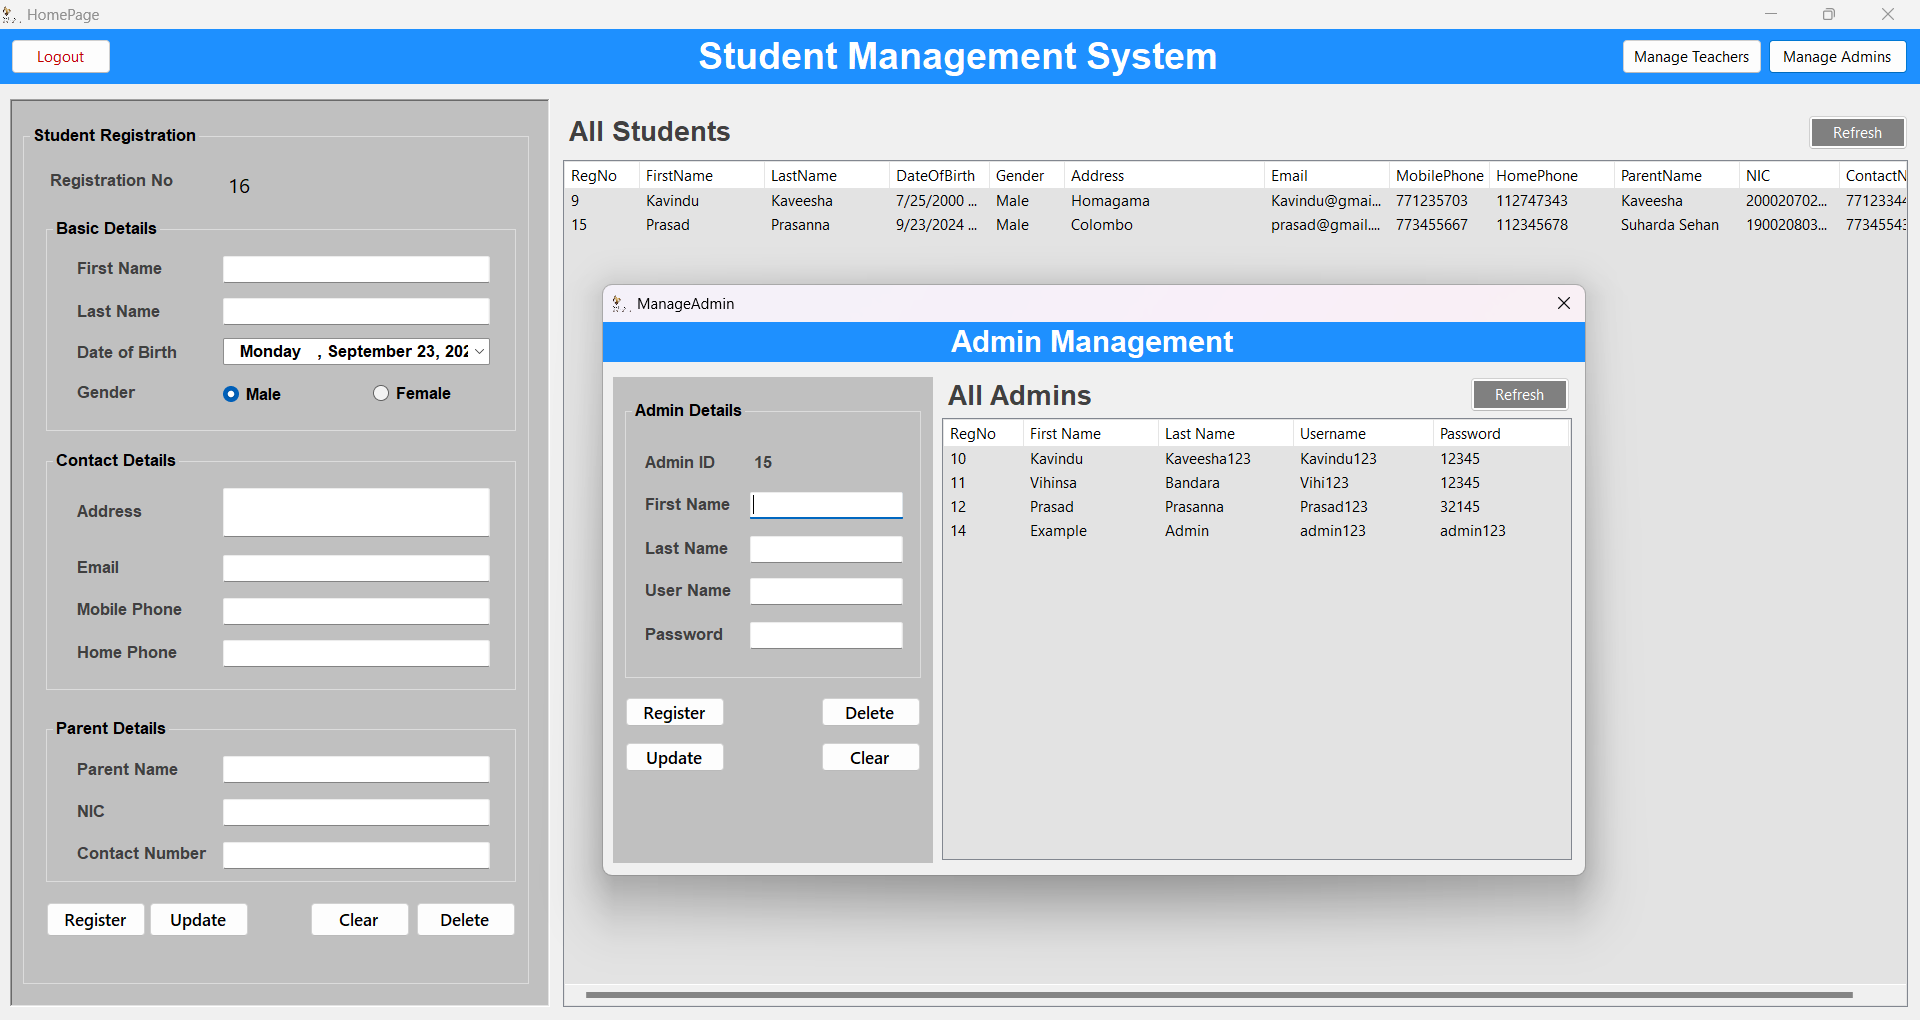 HomePage
Logout
Student Management System
Manage Teachers
Manage Admins
Student Registration
Registration No 16
Basic Details
First Name
Last Name
Date of Birth Monday , September 23, 202
Gender Male Female
Contact Details
Address
Email
Mobile Phone
Home Phone
Parent Details
Parent Name
NIC
Contact Number
Register Update Clear Delete
All Students
Refresh
RegNo FirstName LastName DateOfBirth Gender Address Email MobilePhone HomePhone ParentName NIC ContactN
9 Kavindu Kaveesha 7/25/2000 ... Male Homagama Kavindu@gmai... 771235703 112747343 Kaveesha 200020702... 7712334
15 Prasad Prasanna 9/23/2024 ... Male Colombo prasad@gmail.... 773455667 112345678 Suharda Sehan 190020803... 7734554
ManageAdmin
Admin Management
Admin Details
Admin ID 15
First Name
Last Name
User Name
Password
Register Delete
Update Clear
All Admins
Refresh
RegNo First Name Last Name Username Password
10 Kavindu Kaveesha123 Kavindu123 12345
11 Vihinsa Bandara Vihi123 12345
12 Prasad Prasanna Prasad123 32145
14 Example Admin admin123 admin123